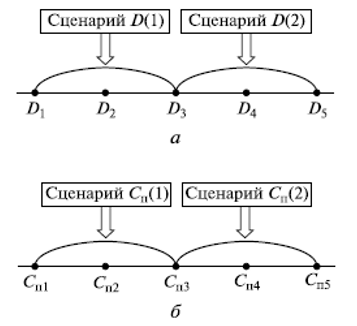 Сценарий D(1) Сценарий D(2)
D1 D2 D3 D4 D5
а
Сценарий Cп(1) Сценарий Cп(2)
Cп1 Cп2 Cп3 Cп4 Cп5
б